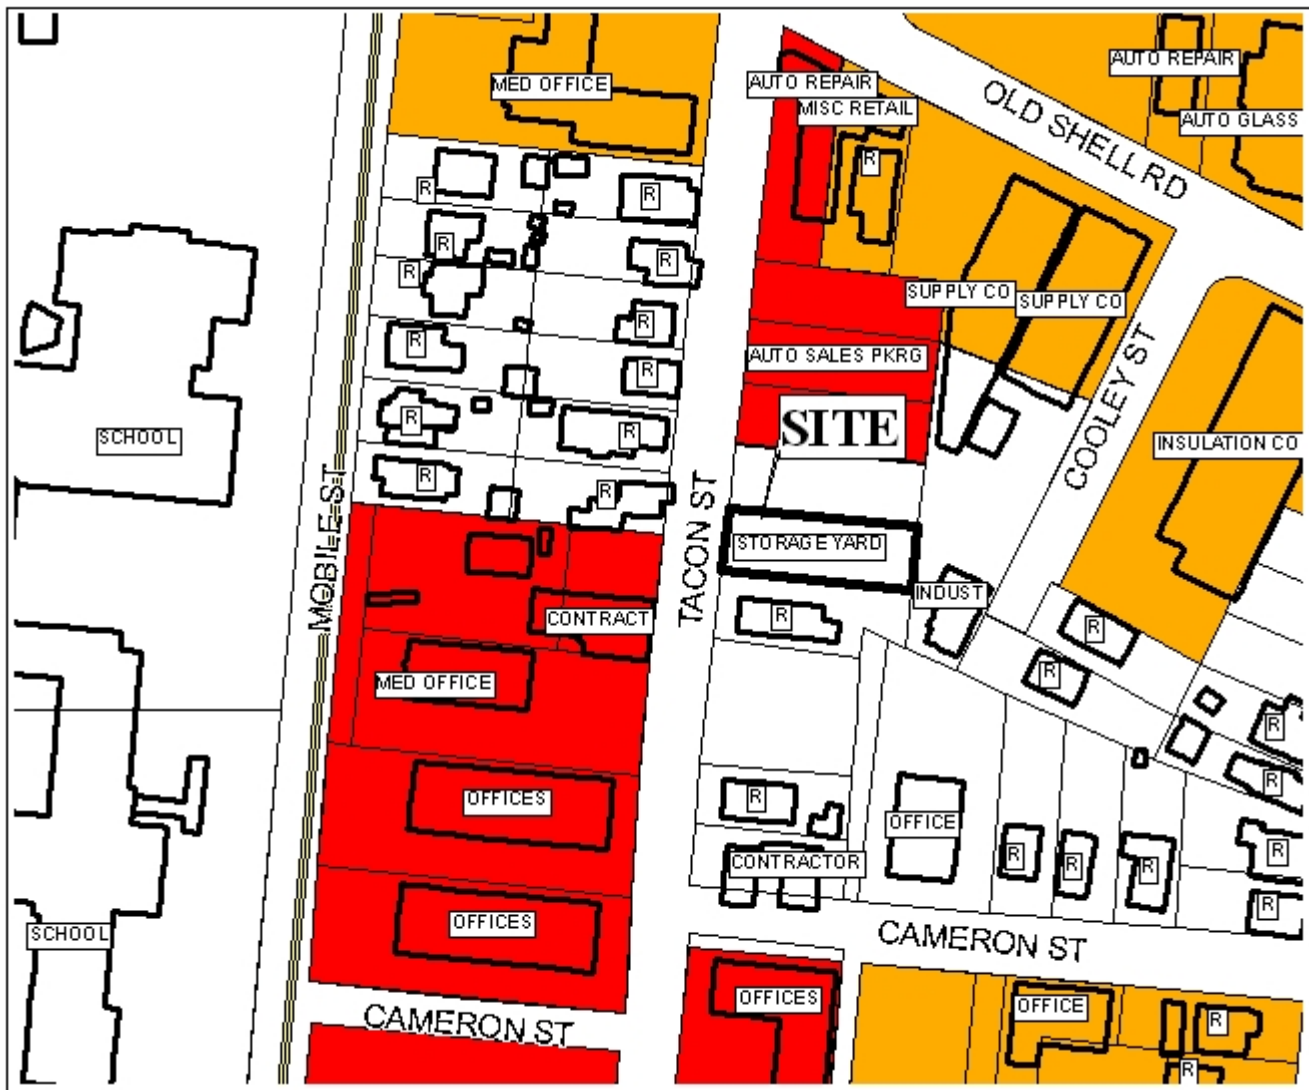 MED OFFICE
AUTO REPAIR
MISC RETAIL
AUTO REPAIR
AUTO GLASS
OLD SHELL RD
R
R
R
R
R
R
R
SUPPLY CO
SUPPLY CO
R
R
R
AUTO SALES PKRG
COOLEY ST
SCHOOL
R
R
SITE
INSULATION CO
MOBILE ST
R
R
TACON ST
STORAGE YARD
INDUST
CONTRACT
R
R
R
MED OFFICE
R
OFFICES
R
OFFICE
R
R
R
R
R
CONTRACTOR
OFFICES
R
SCHOOL
CAMERON ST
OFFICES
OFFICE
R
CAMERON ST
R